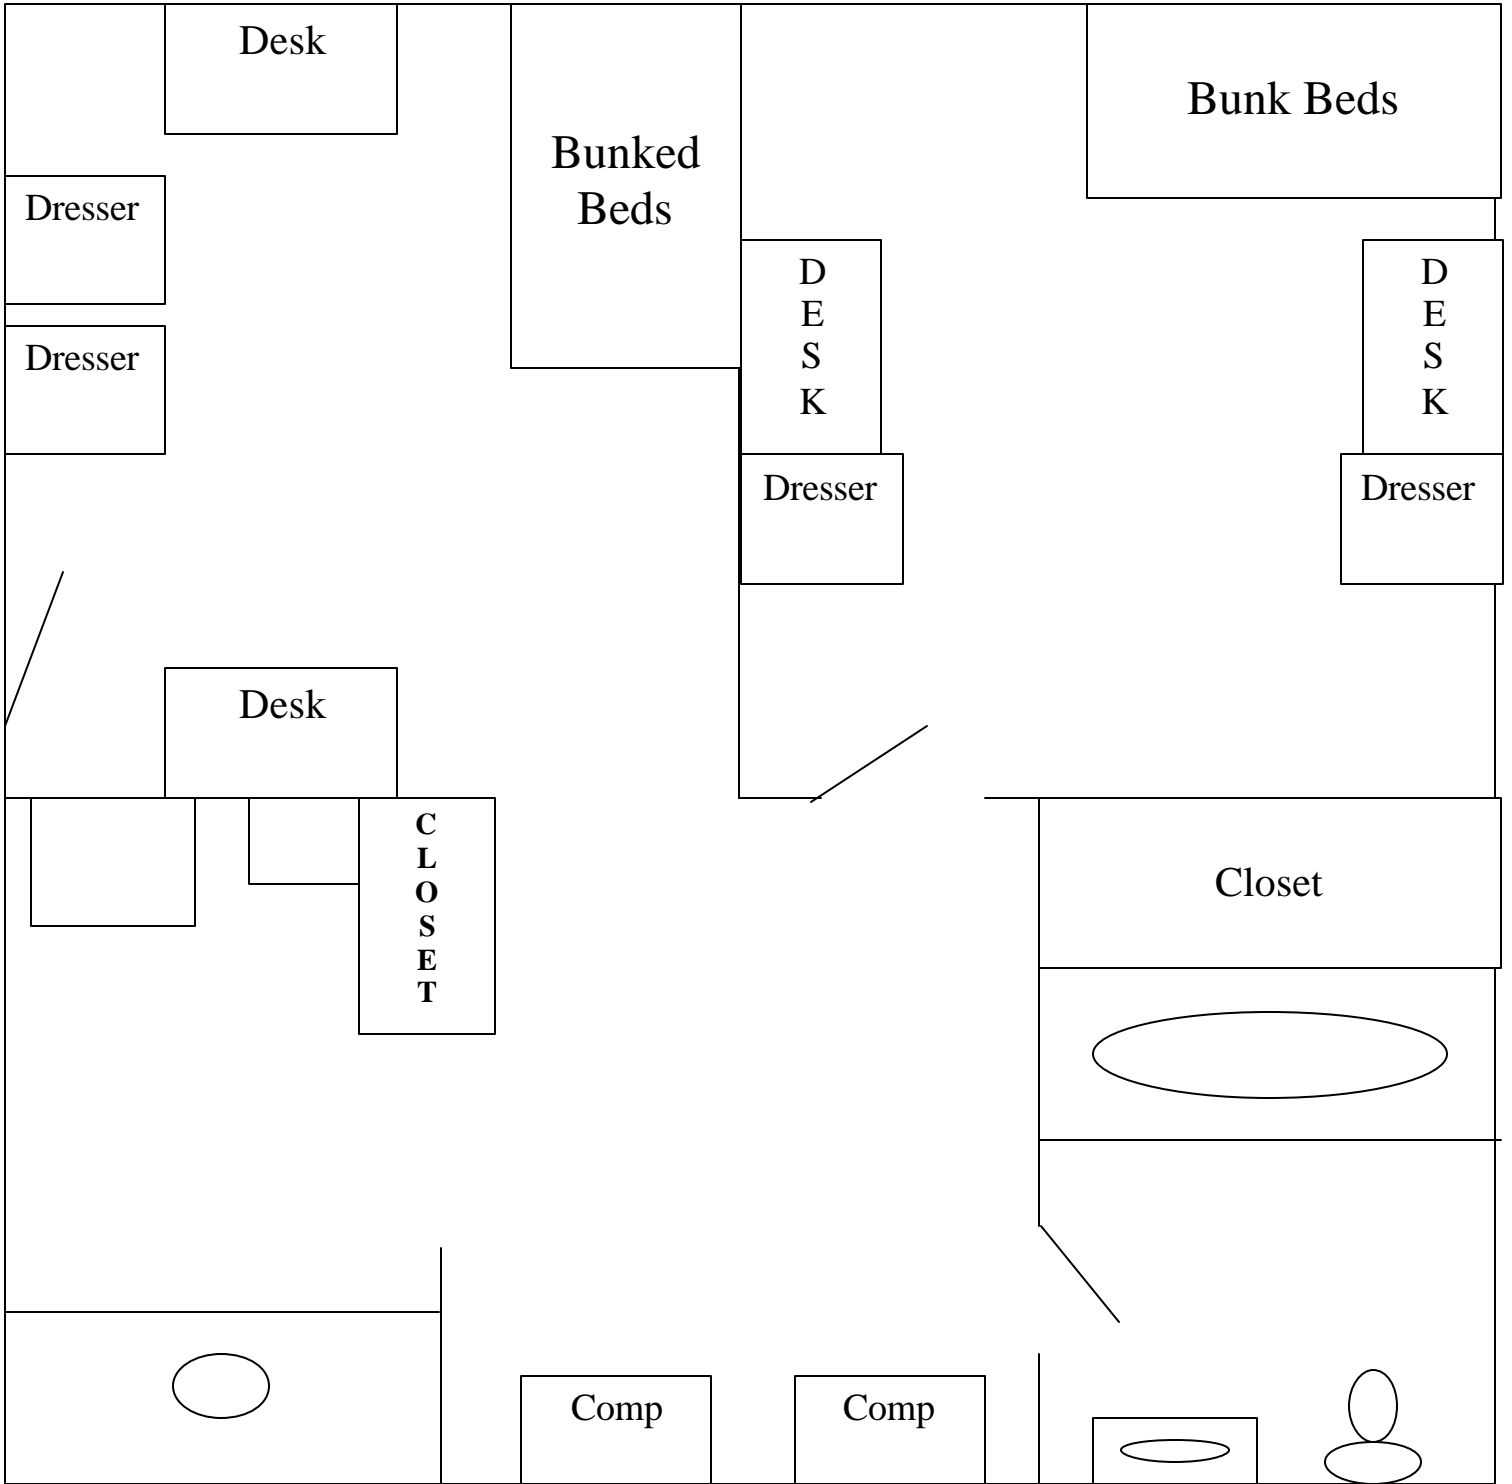 Desk
Bunked
Beds
Bunk Beds
Dresser
Dresser
D
E
S
K
D
E
S
K
Dresser
Dresser
Desk
C
L
O
S
E
T
Closet
Comp
Comp